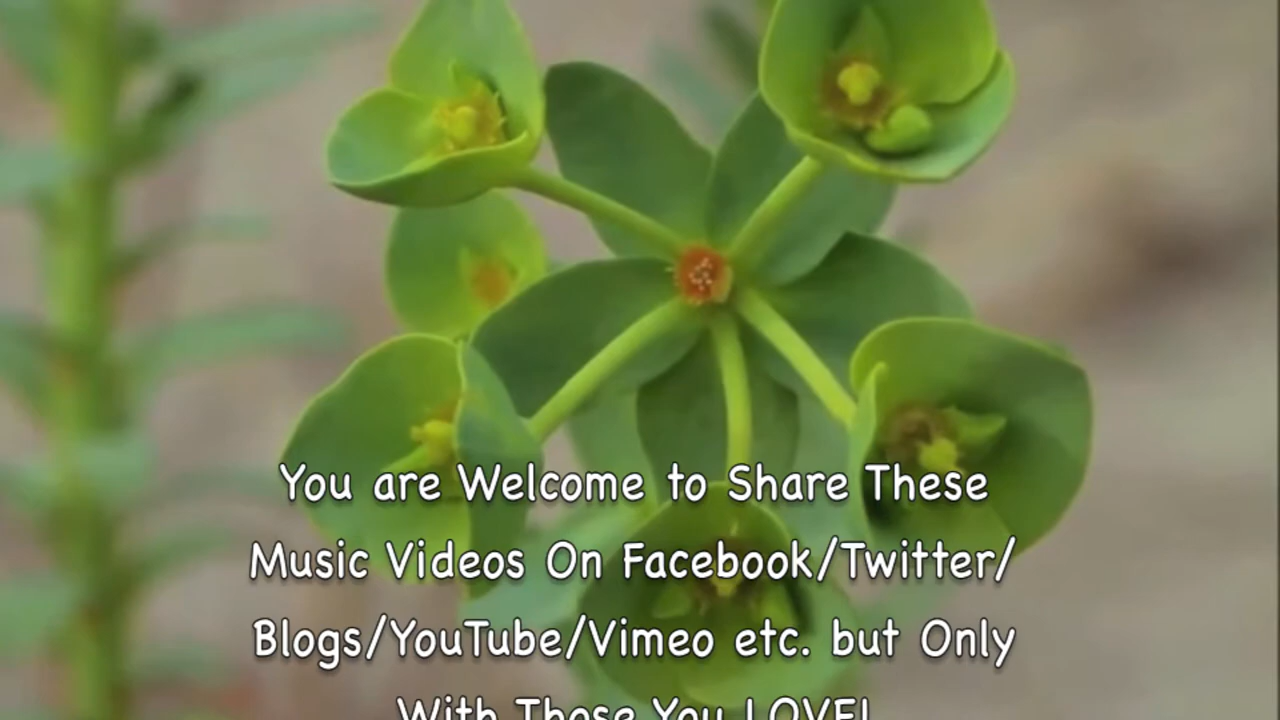 You are Welcome to Share These
Music Videos On Facebook/Twitter/
Blogs/YouTube/Vimeo etc. but Only
With Those You LOVE!